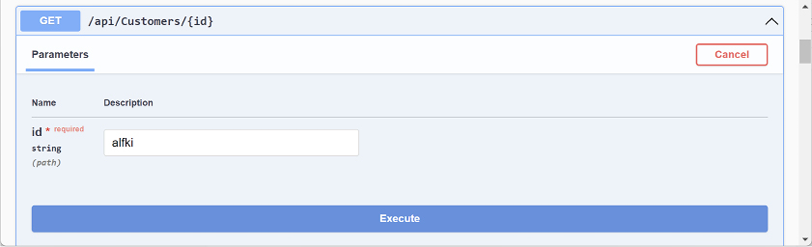 GET /api/Customers/{id}
Parameters Cancel
Name Description
id * required
string
(path)
alfki
Execute